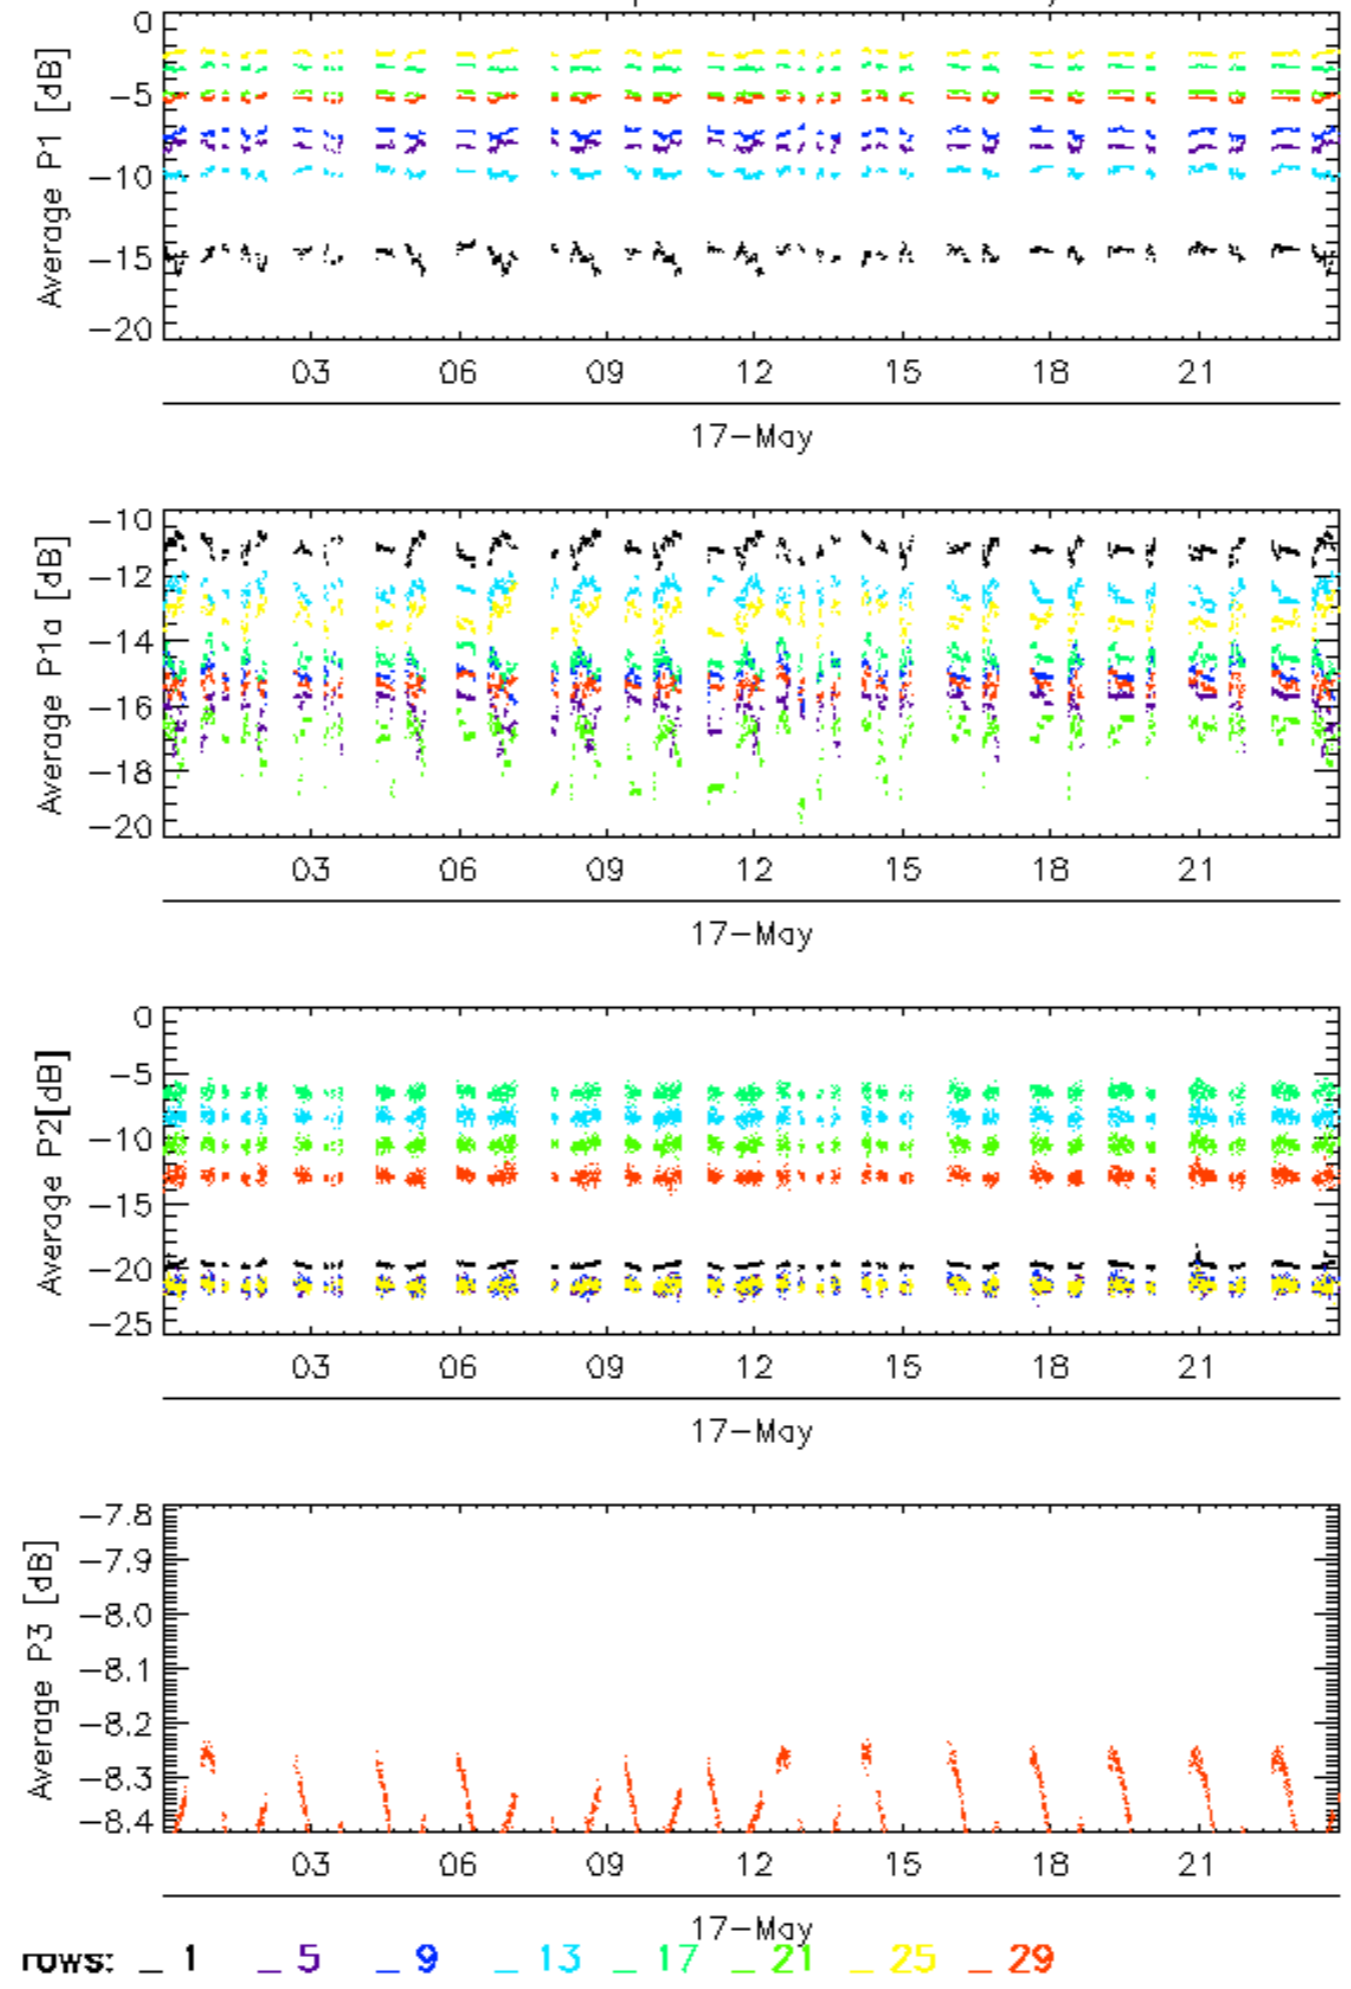 0
−5
−10
−15
−20
Average P1 [dB]
03 06 09 12 15 18 21
17−May
−10
−12
−14
−16
−18
−20
Average P1a [dB]
03 06 09 12 15 18 21
17−May
0
−5
−10
−15
−20
−25
Average P2[dB]
03 06 09 12 15 18 21
17−May
−7.8
−7.9
−8.0
−8.1
−8.2
−8.3
−8.4
Average P3 [dB]
03 06 09 12 15 18 21
17−May
rows: _ 1 _ 5 _ 9 _ 13 _ 17 _ 21 _ 25 _ 29